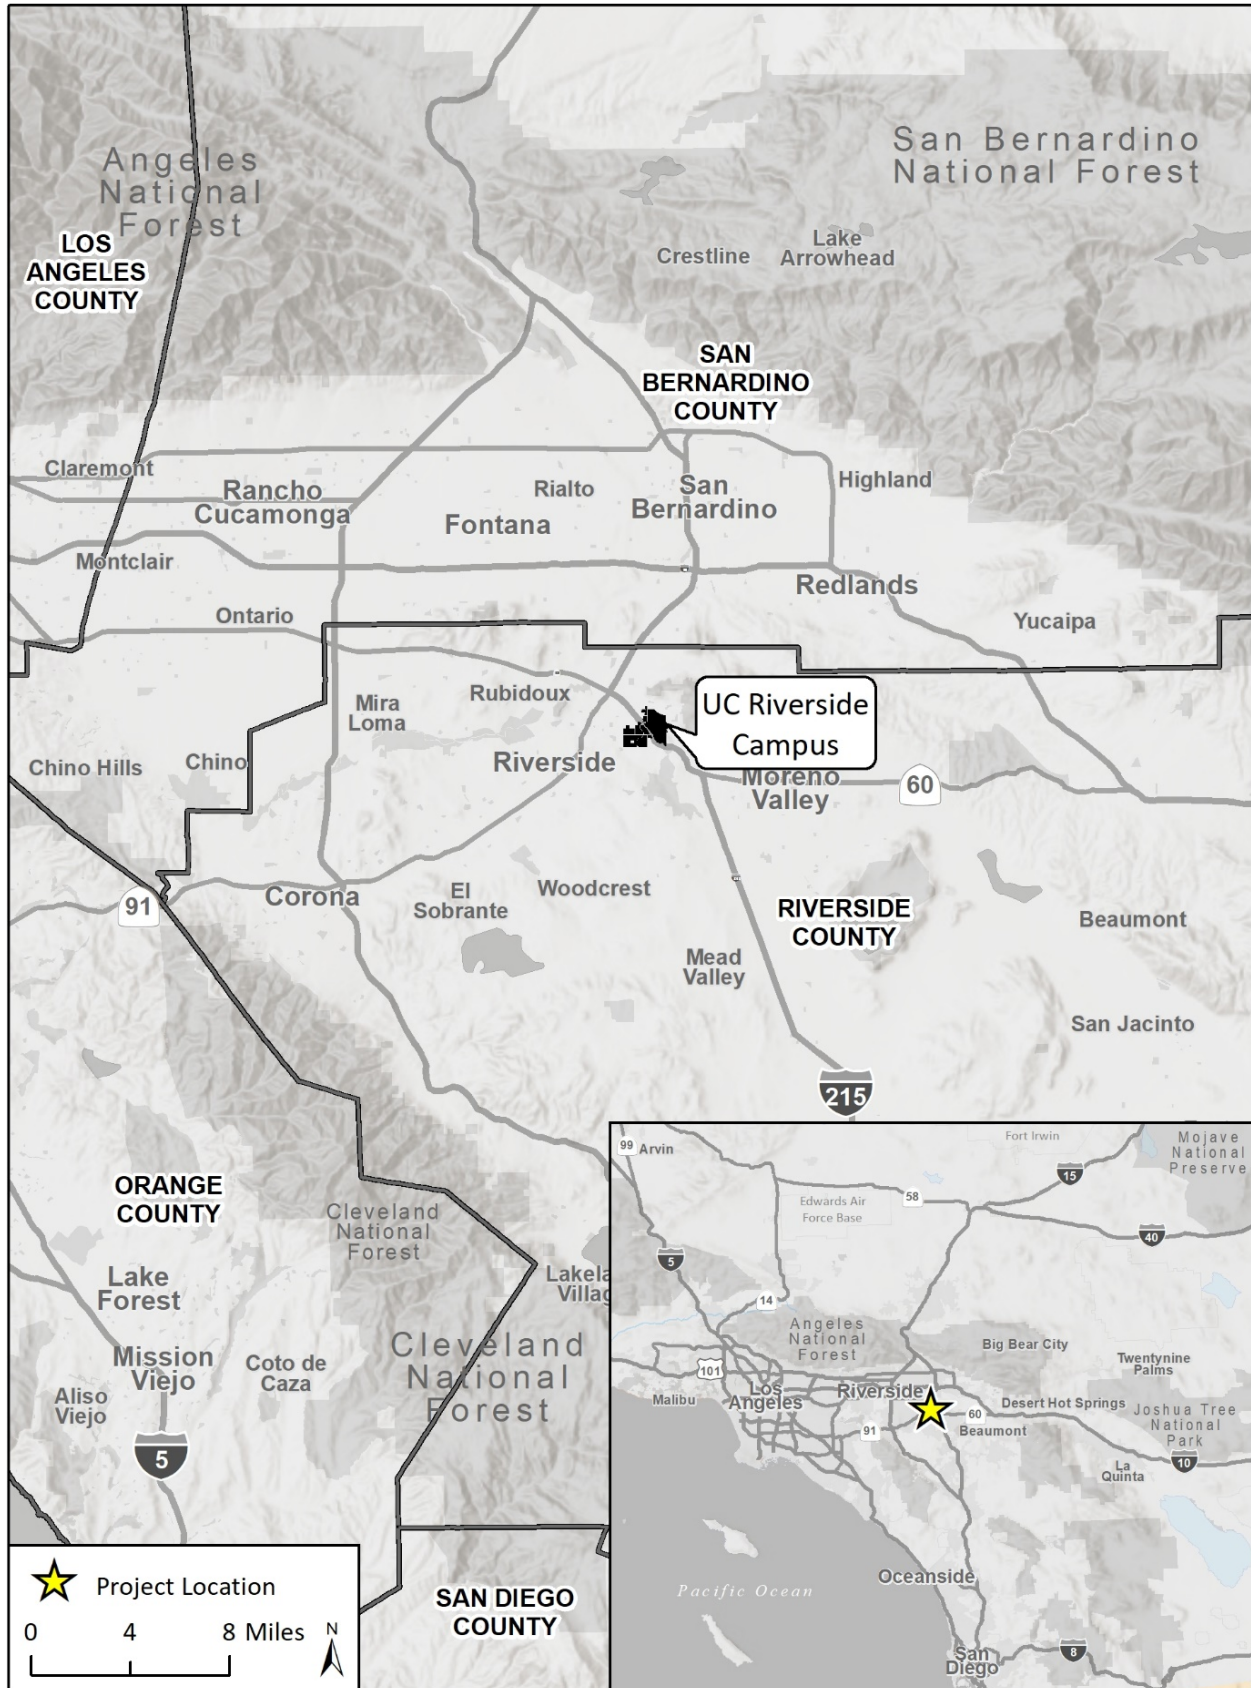 Angeles
National
Forest
San Bernardino
National Forest
LOS
ANGELES
COUNTY
Crestline
Lake
Arrowhead
SAN
BERNARDINO
COUNTY
Claremont
Rancho
Cucamonga
Rialto
Fontana
San
Bernardino
Highland
Montclair
Redlands
Ontario
Yucaipa
Rubidoux
Mira
Loma
UC Riverside
Campus
Chino Hills
Chino
Riverside
Moreno
Valley
60
91
Corona
El
Sobrante
Woodcrest
RIVERSIDE
COUNTY
Beaumont
Mead
Valley
San Jacinto
215
ORANGE
COUNTY
Cleveland
National
Forest
Lake
Forest
Lakela
Villag
Mission
Viejo
Coto de
Caza
Cleveland
National
Forest
Aliso
Viejo
5
SAN DIEGO
COUNTY
Project Location
0 4 8 Miles
N
99
Arvin
Fort Irwin
Mojave
National
Preserve
15
Edwards Air
Force Base
58
40
5
14
Angeles
National
Forest
Big Bear City
101
Twentynine
Palms
Malibu
Los
Angeles
Riverside
Desert Hot Springs
60
Joshua Tree
National
Park
91
Beaumont
10
La
Quinta
Oceanside
Pacific Ocean
San
Diego
8